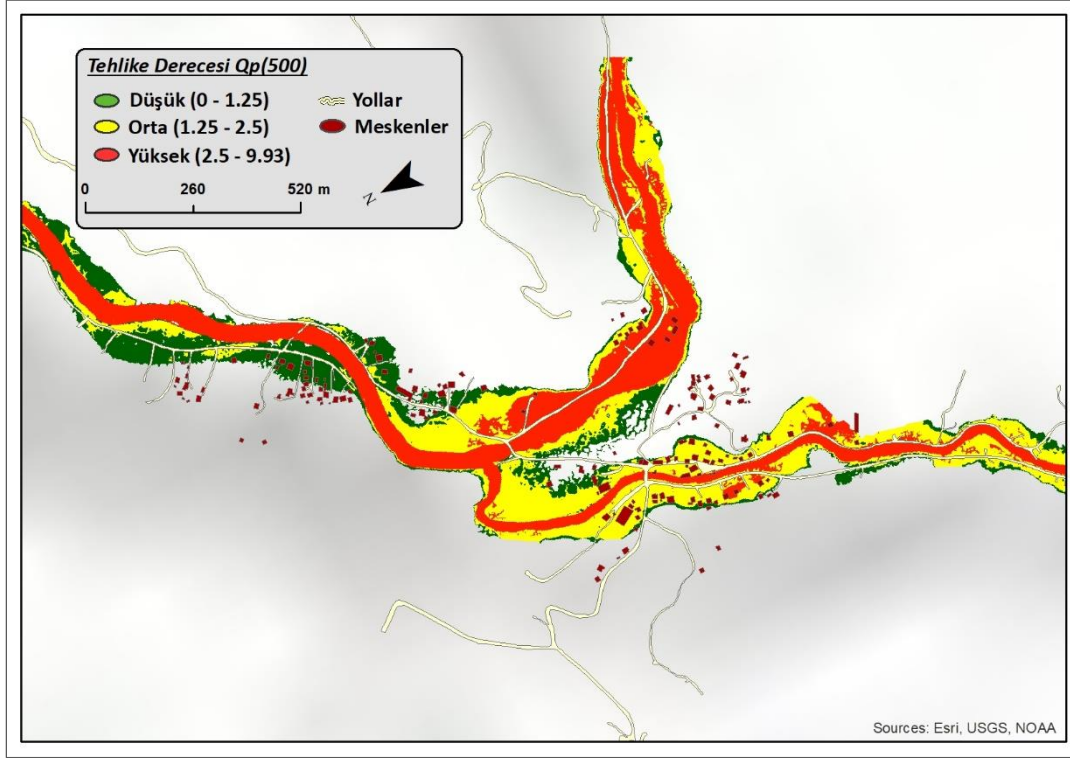 Tehlike Derecesi Qp(500)
Düşük (0 - 1.25)
Orta (1.25 - 2.5)
Yüksek (2.5 - 9.93)
Yollar
Meskenler
0 260 520 m
N
Sources: Esri, USGS, NOAA